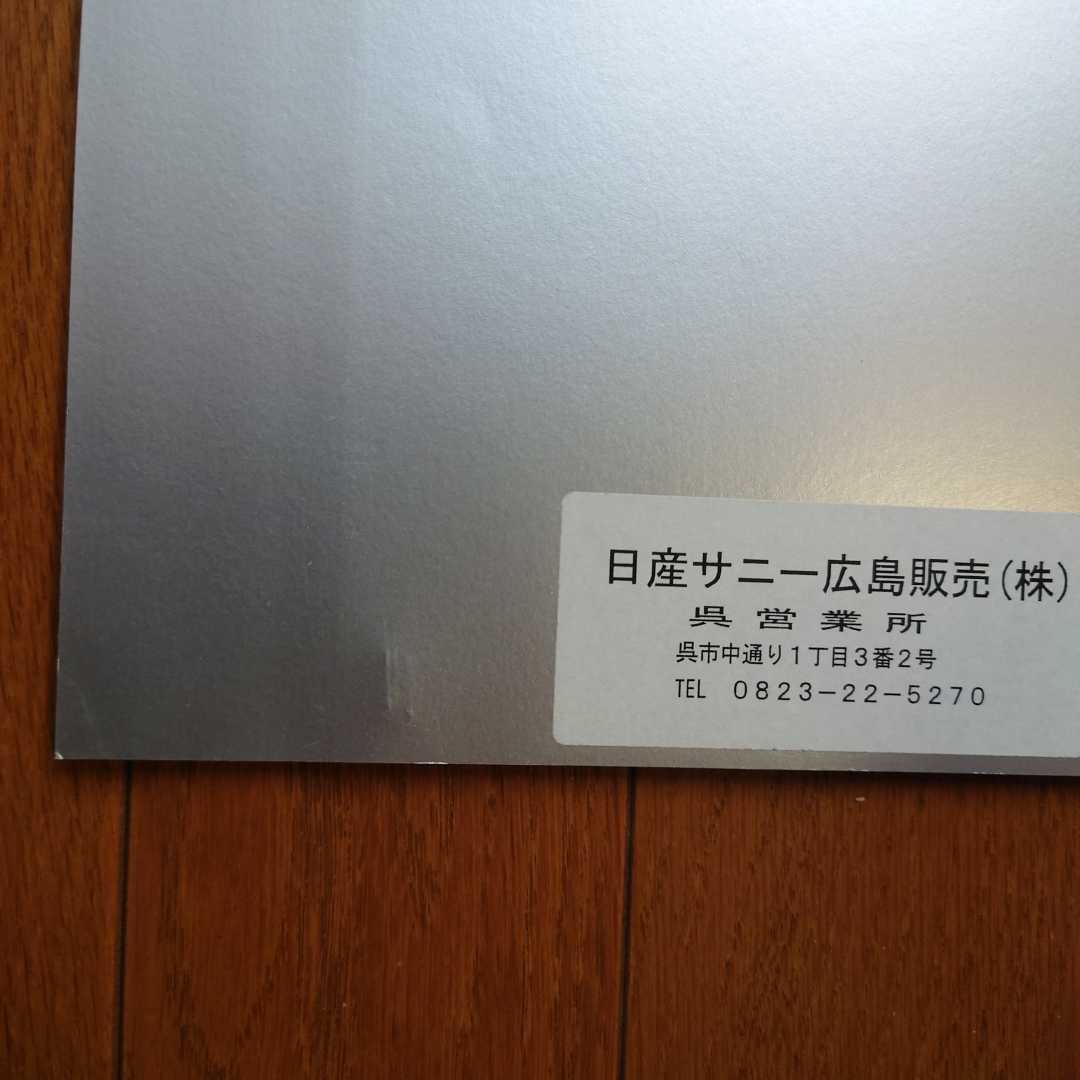 日産サニー広島販売(株)
呉営業所
呉市中通り1丁目3番2号
TEL 0823-22-5270